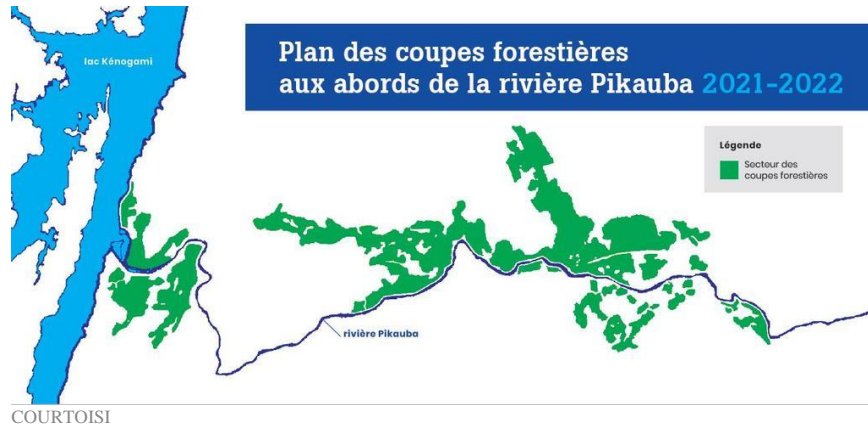 lac Kénogami
Plan des coupes forestières
aux abords de la rivière Pikauba 2021-2022
Légende
Secteur des
coupes forestières
rivière Pikauba
COURTOISI